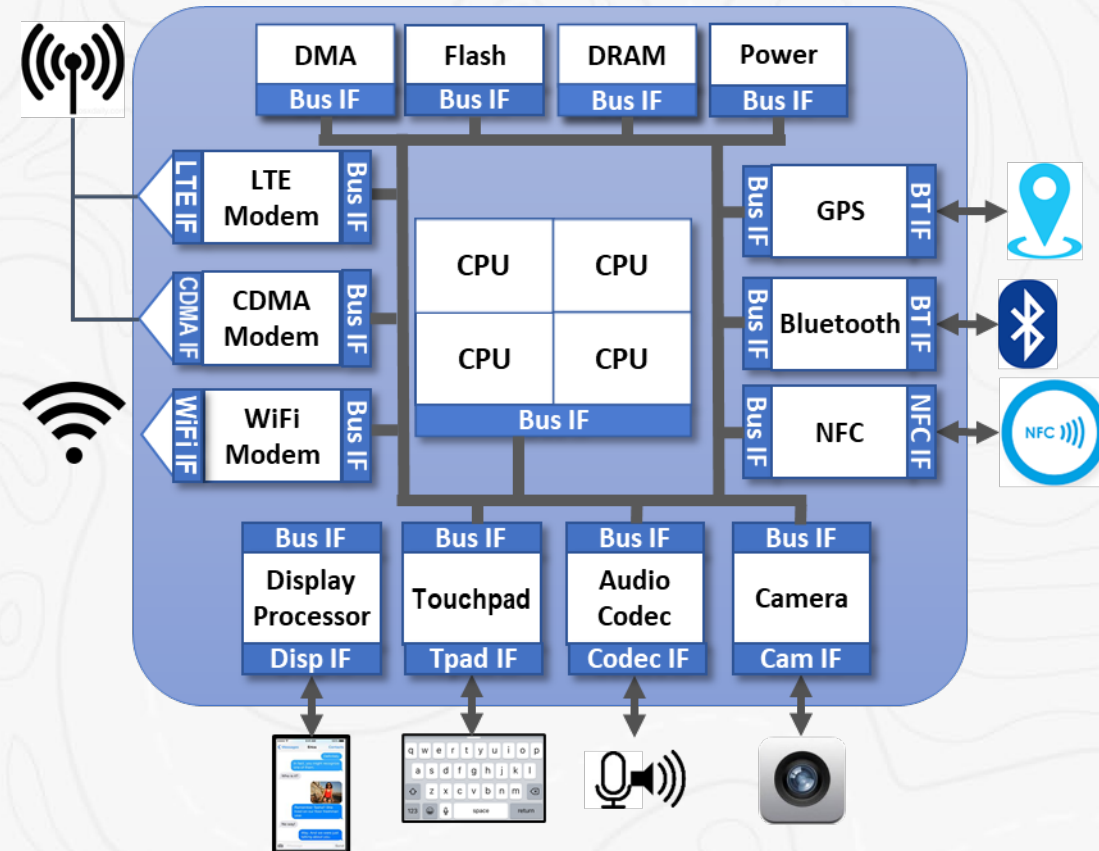 DMA
Bus IF
Flash
Bus IF
DRAM
Bus IF
Power
Bus IF
LTE IF
LTE
Modem
Bus IF
CDMA IF
CDMA
Modem
Bus IF
WiFi IF
WiFi
Modem
Bus IF
CPU
CPU
CPU
CPU
Bus IF
Bus IF
GPS
BT IF
Bus IF
Bluetooth
BT IF
Bus IF
NFC
NFC IF
NFC
Bus IF
Display
Processor
Disp IF
Bus IF
Touchpad
Tpad IF
Bus IF
Audio
Codec
Codec IF
Bus IF
Camera
Cam IF
q w e r t y u i o p
a s d f g h j k l
z x c v b n m
123 space return